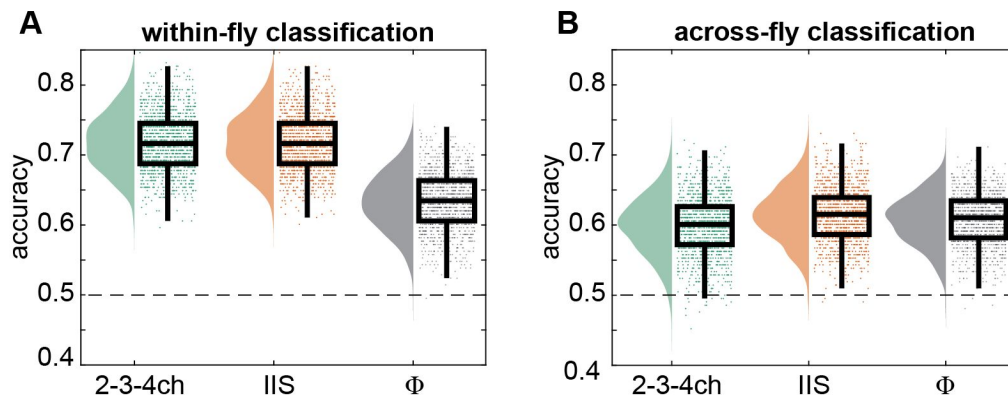 A
within-fly classification
accuracy
0.8
0.7
0.6
0.5
0.4
2-3-4ch
IIS
Φ
B
across-fly classification
accuracy
0.8
0.7
0.6
0.5
0.4
2-3-4ch
IIS
Φ